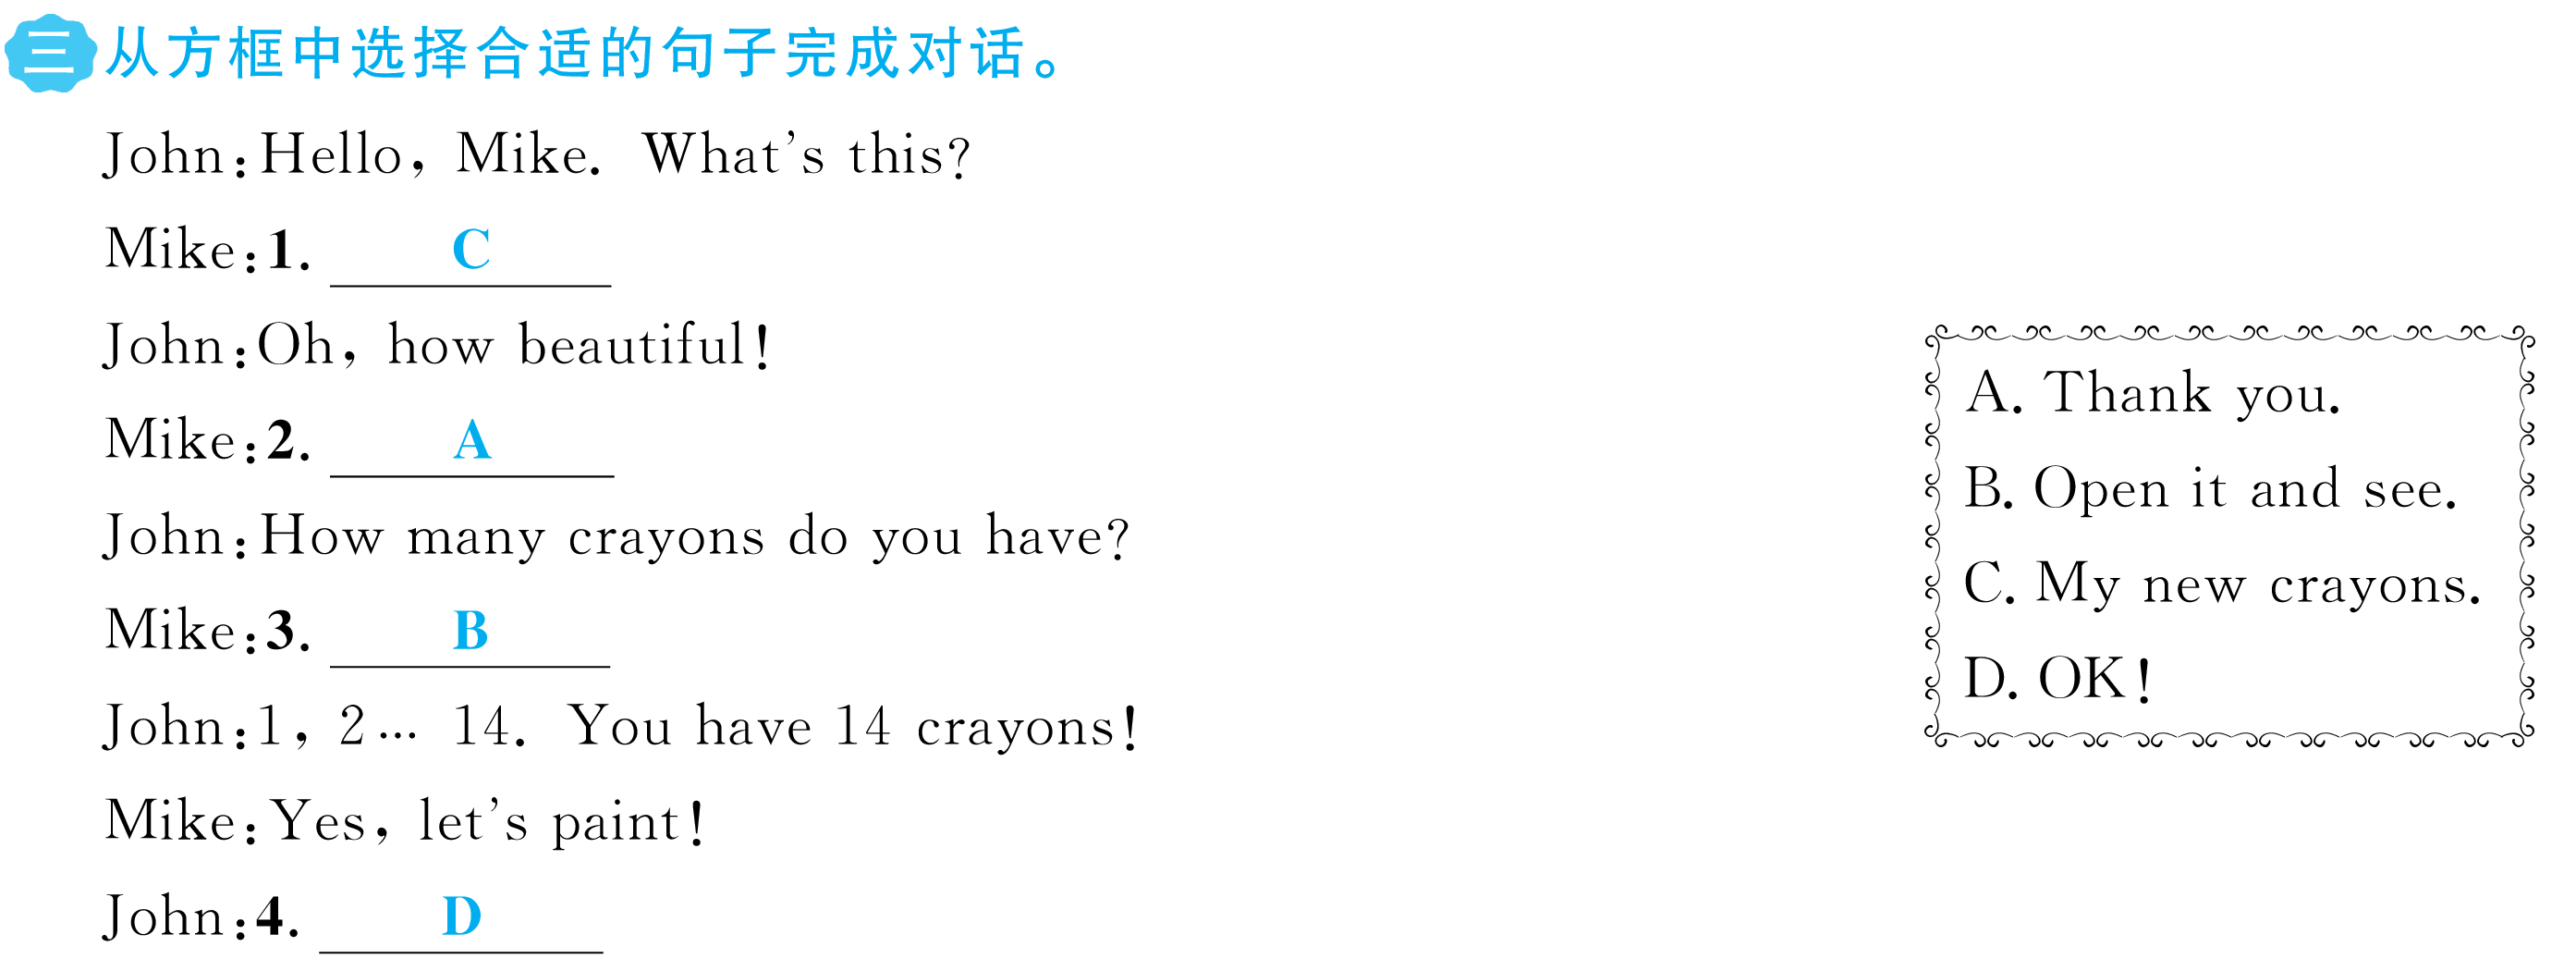 三 从方框中选择合适的句子完成对话。
John:Hello, Mike. What's this?
Mike:1. C
John:Oh, how beautiful!
Mike:2. A
John:How many crayons do you have?
Mike:3. B
John:1, 2… 14. You have 14 crayons!
Mike:Yes, let's paint!
John:4. D
A. Thank you.
B. Open it and see.
C. My new crayons.
D. OK!